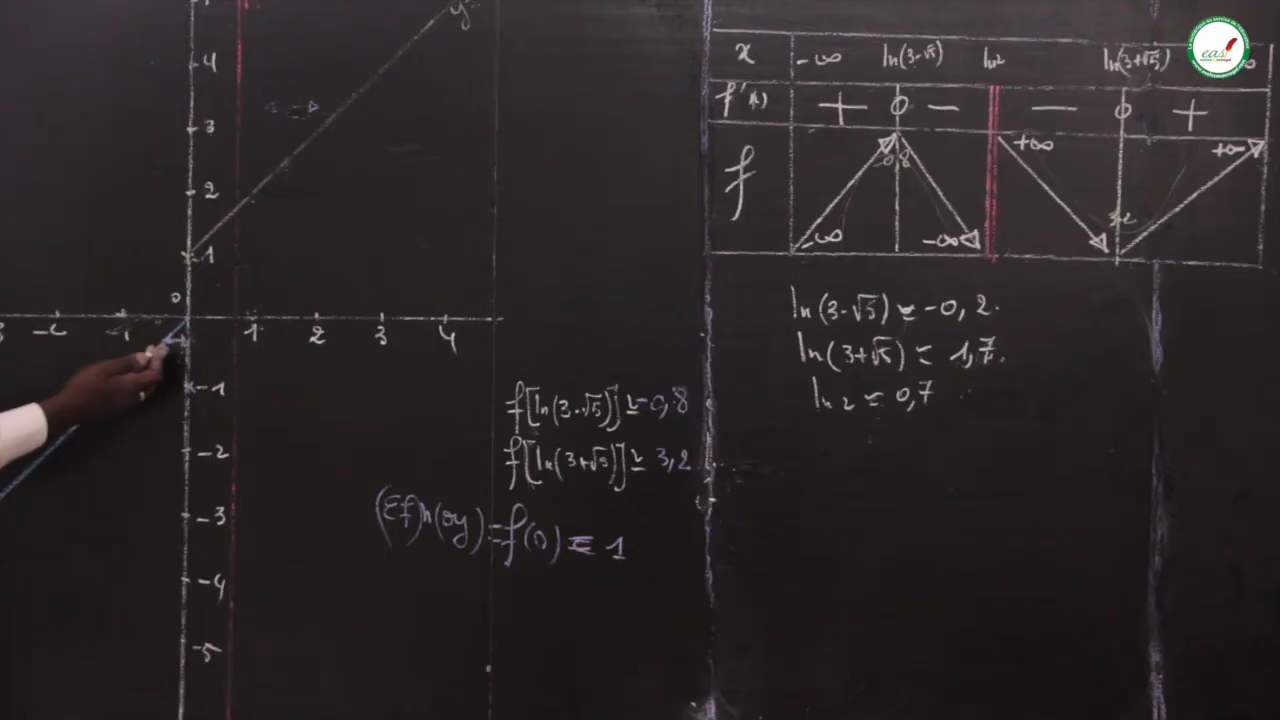 y
4
3
2
1
0
-2 -1 1 2 3 4
-1
-2
-3
-4
-5
f[ln(3-√5)] ≃ -0,8
f[ln(3+√5)] ≃ 3,2
(Ɛf)∩(oy) = f(0) = 1
x -∞ ln(3-√5) ln2 ln(3+√5)
f'(x) + 0 - - 0 +
f -∞ -0,8 -∞ +∞ 3,2 +∞
ln(3-√5) ≃ -0,2.
ln(3+√5) ≃ 1,7.
ln2 ≃ 0,7
eas